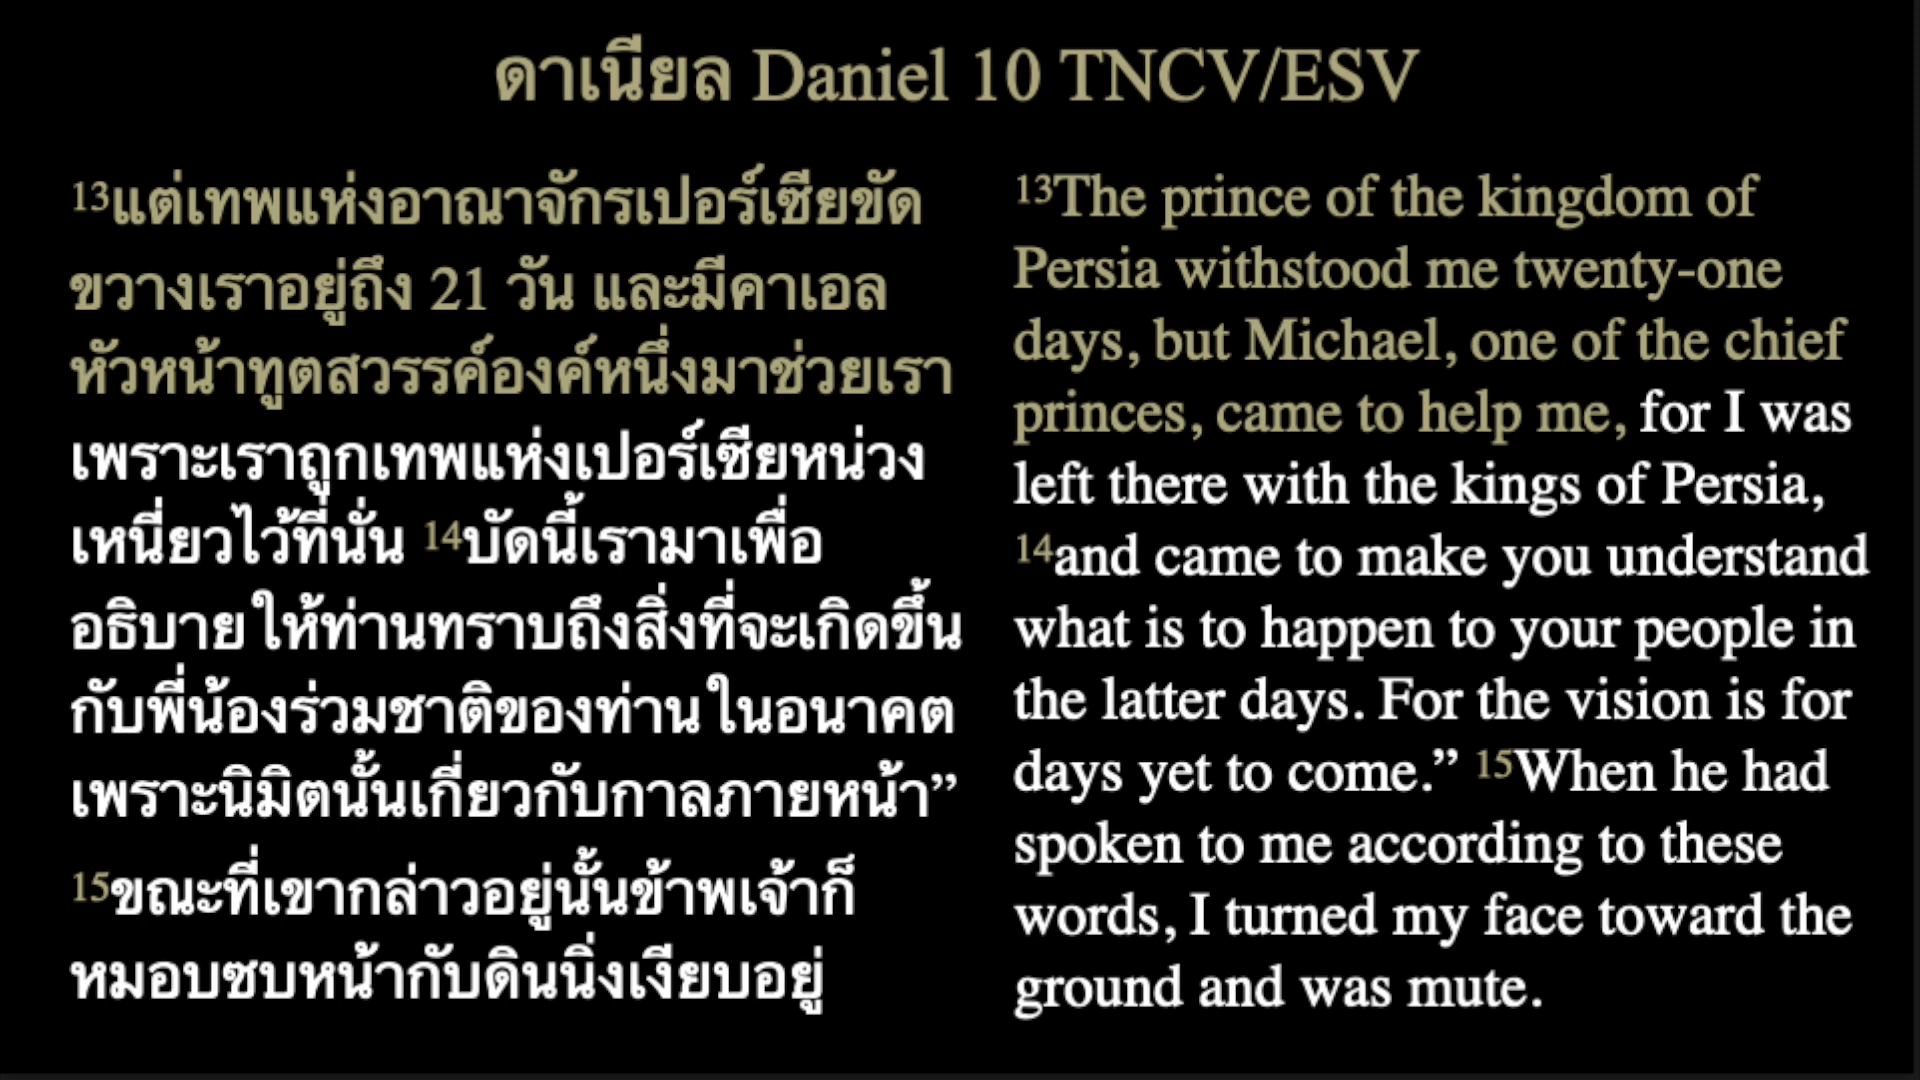 ดาเนียล Daniel 10 TNCV/ESV
13แต่เทพแห่งอาณาจักรเปอร์เซียขัด
ขวางเราอยู่ถึง 21 วัน และมีคาเอล
หัวหน้าทูตสวรรค์องค์หนึ่งมาช่วยเรา
เพราะเราถูกเทพแห่งเปอร์เซียหน่วง
เหนี่ยวไว้ที่นั่น 14บัดนี้เรามาเพื่อ
อธิบาย ให้ท่านทราบถึงสิ่งที่จะเกิดขึ้น
กับพี่น้องร่วมชาติของท่าน ในอนาคต
เพราะนิมิตนั้นเกี่ยวกับกาลภายหน้า”
15ขณะที่เขากล่าวอยู่นั้นข้าพเจ้าก็
หมอบซบหน้ากับดินนิ่งเงียบอยู่
13The prince of the kingdom of
Persia withstood me twenty-one
days, but Michael, one of the chief
princes, came to help me, for I was
left there with the kings of Persia,
14and came to make you understand
what is to happen to your people in
the latter days. For the vision is for
days yet to come.” 15When he had
spoken to me according to these
words, I turned my face toward the
ground and was mute.